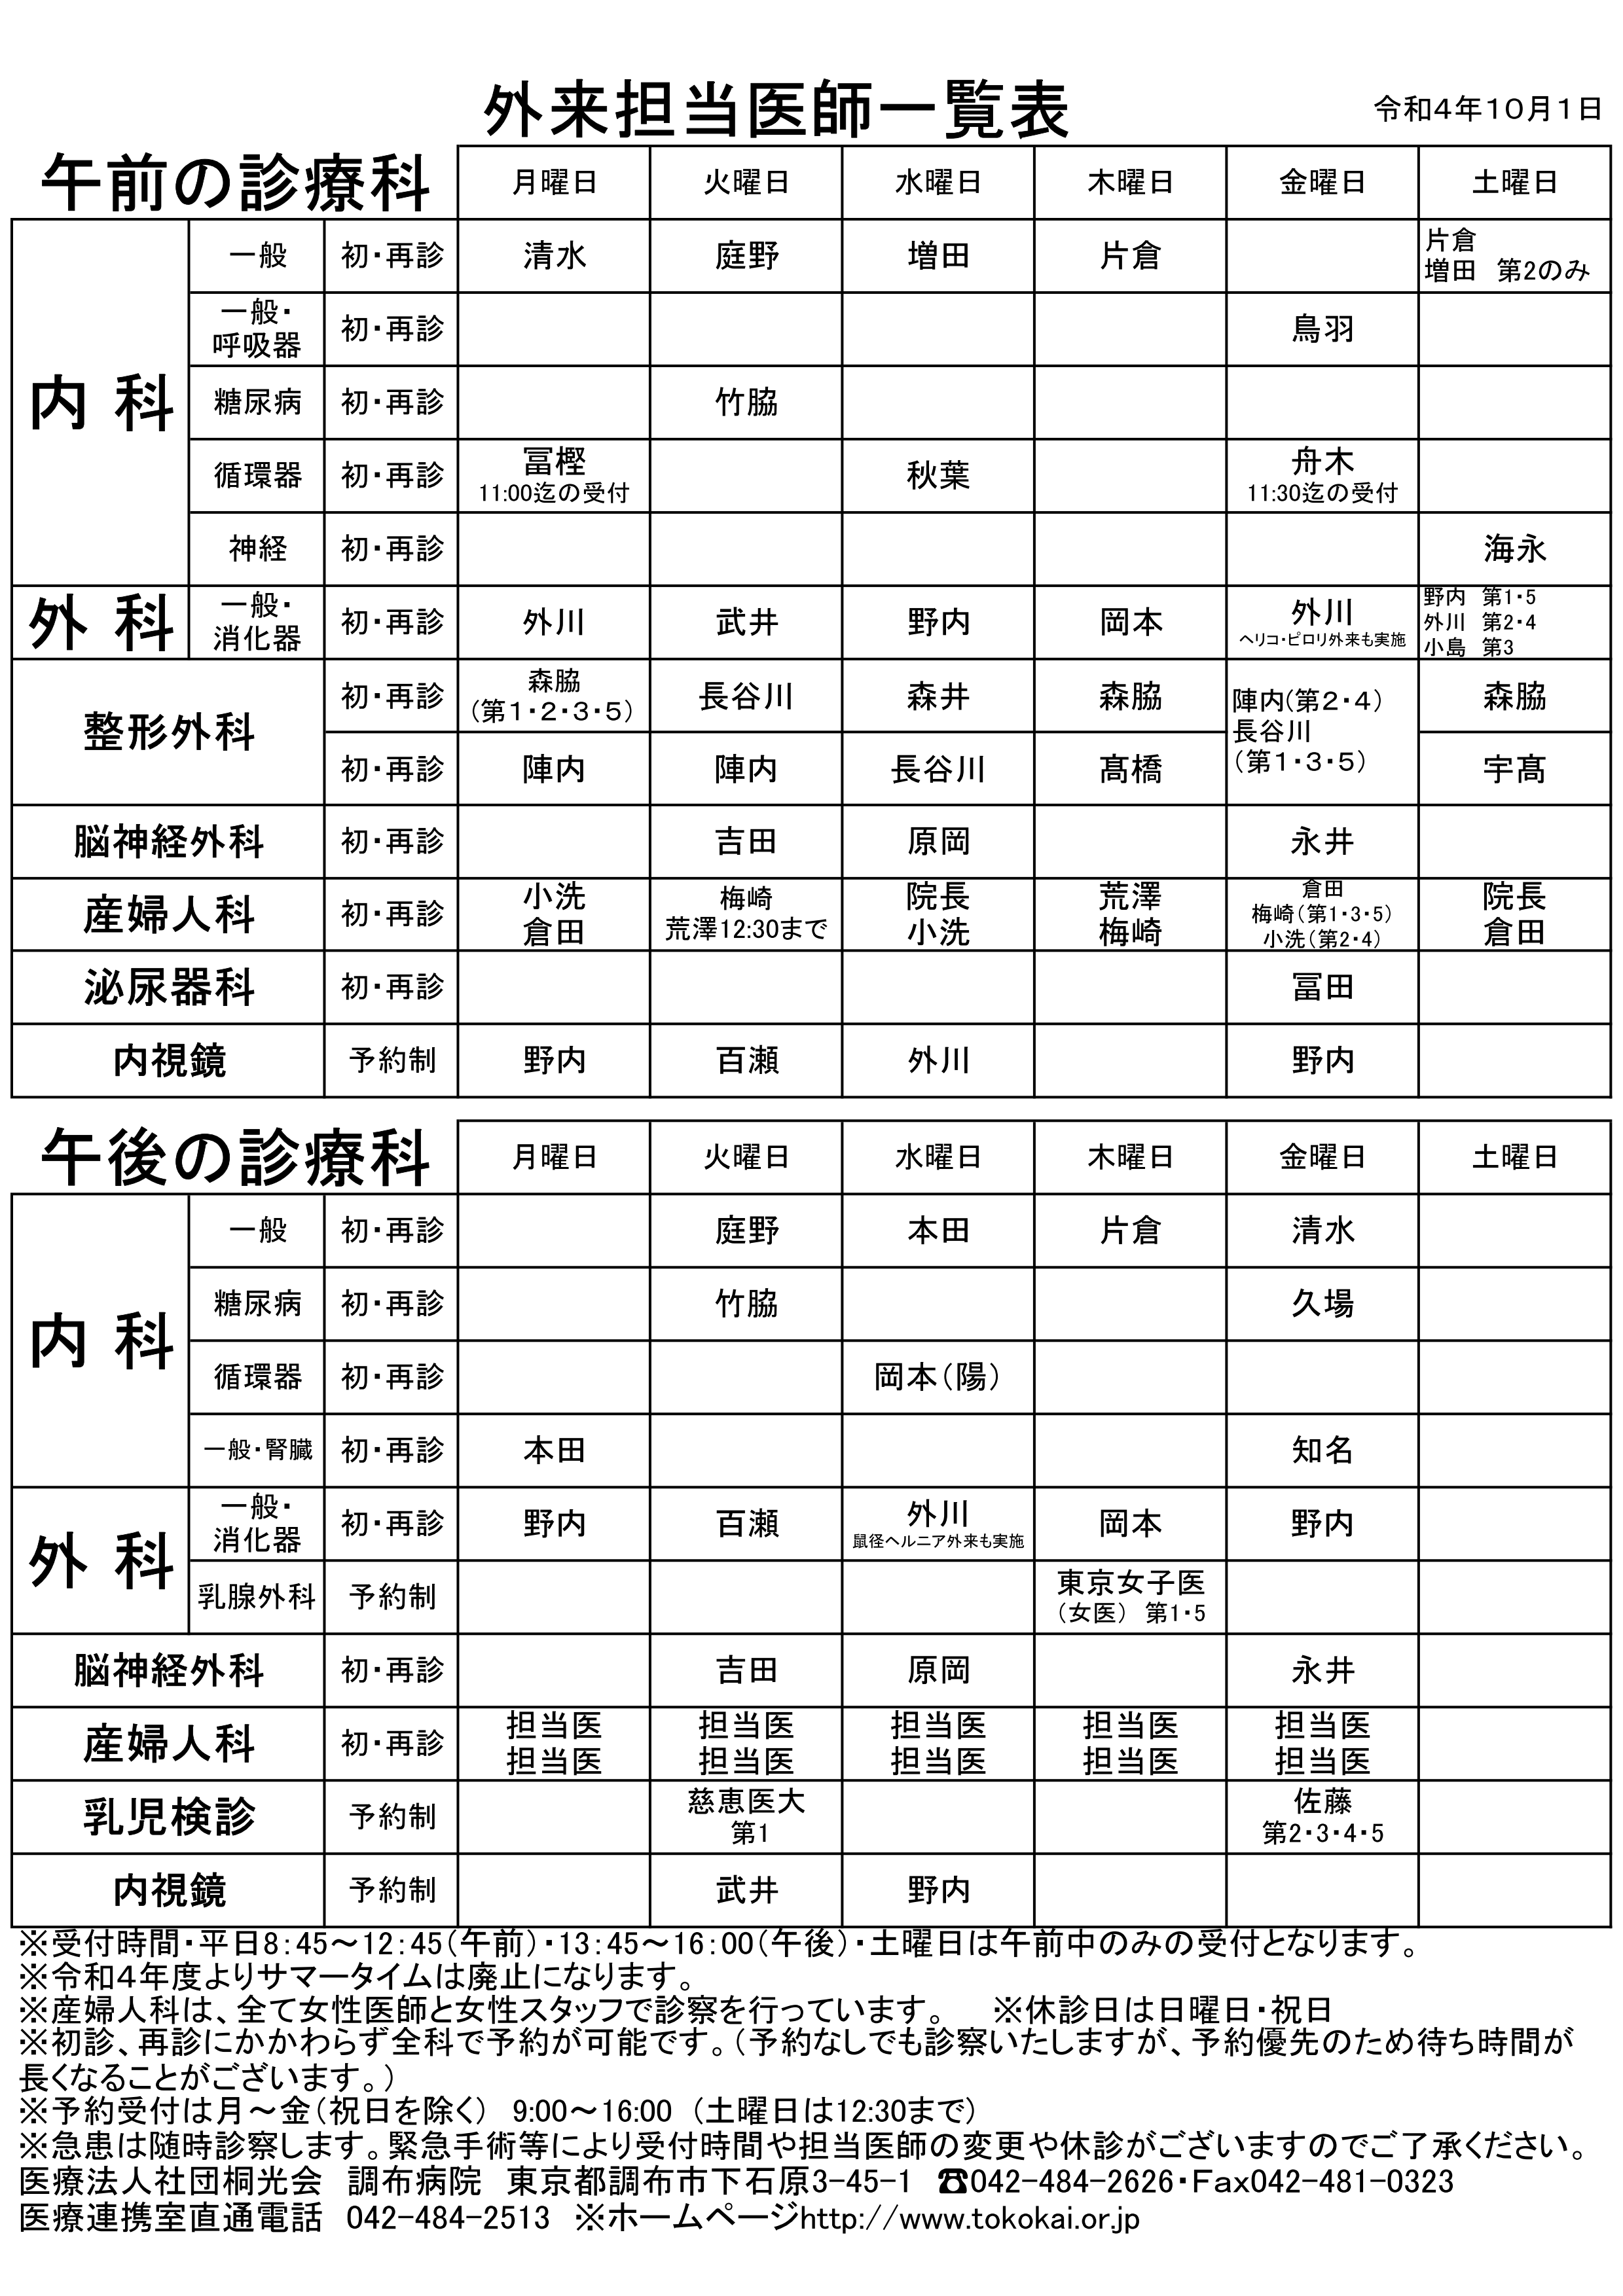 外来担当医師一覧表
令和4年10月1日
午前の診療科 月曜日 火曜日 水曜日 木曜日 金曜日 土曜日
内 科
一般 初・再診 清水 庭野 増田 片倉
片倉
増田 第2のみ
一般・
呼吸器
初・再診 鳥羽
糖尿病 初・再診 竹脇
循環器 初・再診
冨樫
11:00迄の受付
秋葉
舟木
11:30迄の受付
神経 初・再診 海永
外 科
一般・
消化器
初・再診 外川 武井 野内 岡本
外川
ヘリコ・ピロリ外来も実施
野内 第1・5
外川 第2・4
小島 第3
整形外科
初・再診
森脇
(第1・2・3・5)
長谷川 森井 森脇
陣内(第2・4)
長谷川
(第1・3・5)
森脇
初・再診 陣内 陣内 長谷川 髙橋 宇髙
脳神経外科 初・再診 吉田 原岡 永井
産婦人科 初・再診
小洗
倉田
梅崎
荒澤12:30まで
院長
小洗
荒澤
梅崎
倉田
梅崎(第1・3・5)
小洗(第2・4)
院長
倉田
泌尿器科 初・再診 冨田
内視鏡 予約制 野内 百瀬 外川 野内
午後の診療科 月曜日 火曜日 水曜日 木曜日 金曜日 土曜日
内 科
一般 初・再診 庭野 本田 片倉 清水
糖尿病 初・再診 竹脇 久場
循環器 初・再診 岡本(陽)
一般・腎臓 初・再診 本田 知名
外 科
一般・
消化器
初・再診 野内 百瀬
外川
鼠径ヘルニア外来も実施
岡本 野内
乳腺外科 予約制
東京女子医
(女医) 第1・5
脳神経外科 初・再診 吉田 原岡 永井
産婦人科 初・再診
担当医 担当医 担当医 担当医 担当医
担当医 担当医 担当医 担当医 担当医
乳児検診 予約制
慈恵医大
第1
佐藤
第2・3・4・5
内視鏡 予約制 武井 野内
※受付時間・平日8:45～12:45(午前)・13:45～16:00(午後)・土曜日は午前中のみの受付となります。
※令和4年度よりサマータイムは廃止になります。
※産婦人科は、全て女性医師と女性スタッフで診察を行っています。 ※休診日は日曜日・祝日
※初診、再診にかかわらず全科で予約が可能です。(予約なしでも診察いたしますが、予約優先のため待ち時間が
長くなることがございます。)
※予約受付は月～金(祝日を除く) 9:00～16:00 (土曜日は12:30まで)
※急患は随時診察します。緊急手術等により受付時間や担当医師の変更や休診がございますのでご了承ください。
医療法人社団桐光会 調布病院 東京都調布市下石原3-45-1 ☎042-484-2626・Fax042-481-0323
医療連携室直通電話 042-484-2513 ※ホームページhttp://www.tokokai.or.jp